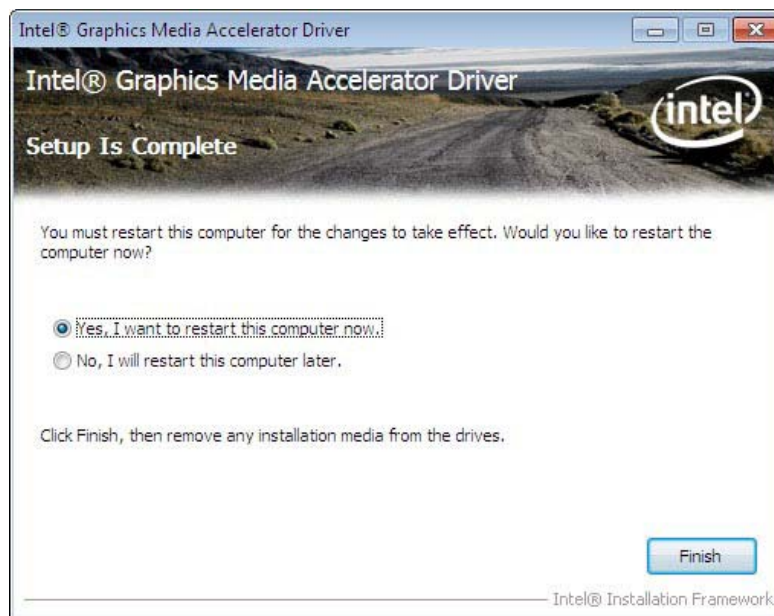 Intel® Graphics Media Accelerator Driver
Intel® Graphics Media Accelerator Driver
intel
Setup Is Complete
You must restart this computer for the changes to take effect. Would you like to restart the
computer now?
Yes, I want to restart this computer now.
No, I will restart this computer later.
Click Finish, then remove any installation media from the drives.
Finish
Intel® Installation Framework